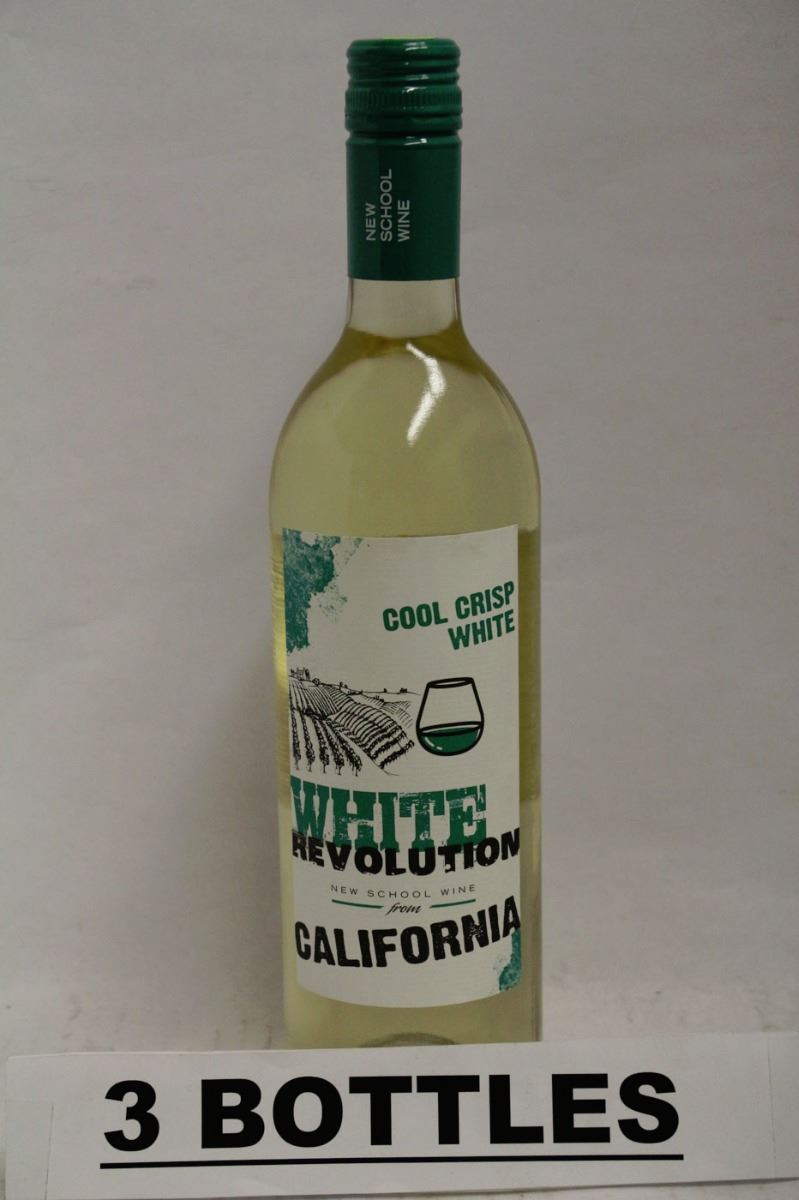 NEW
SCHOOL
WINE
COOL CRISP
WHITE
WHITE
REVOLUTION
NEW SCHOOL WINE
from
CALIFORNIA
3 BOTTLES